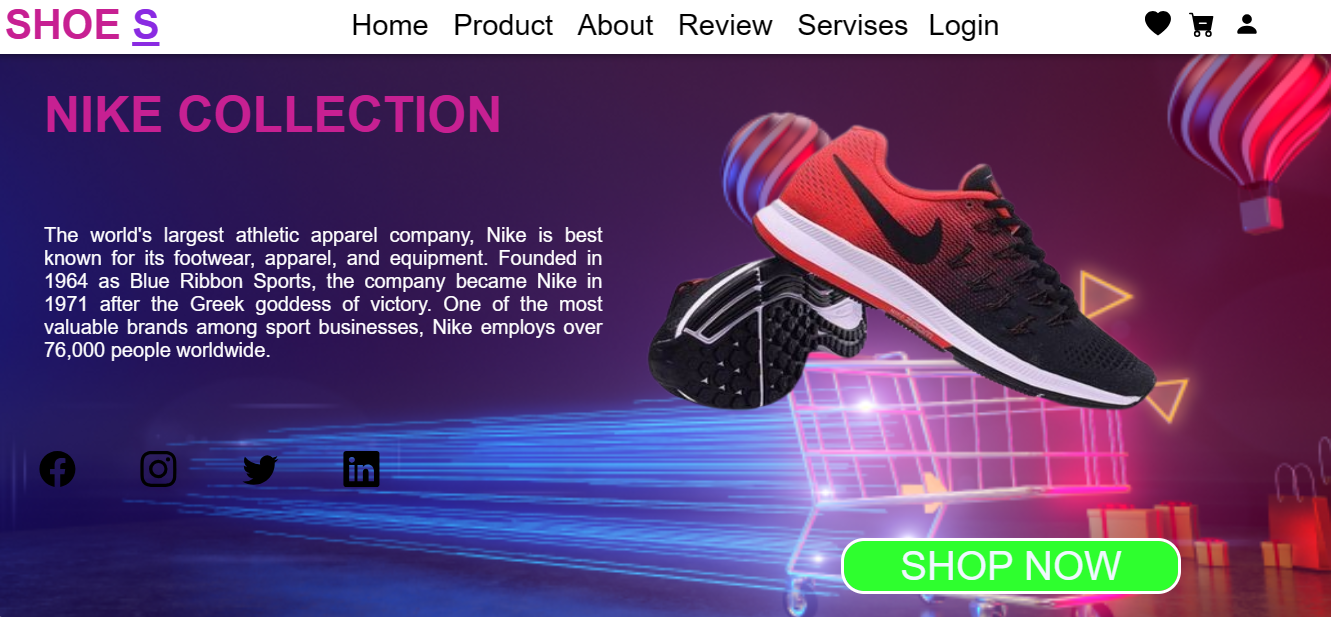 SHOE S
Home Product About Review Servises Login
NIKE COLLECTION
The world's largest athletic apparel company, Nike is best
known for its footwear, apparel, and equipment. Founded in
1964 as Blue Ribbon Sports, the company became Nike in
1971 after the Greek goddess of victory. One of the most
valuable brands among sport businesses, Nike employs over
76,000 people worldwide.
in
SHOP NOW